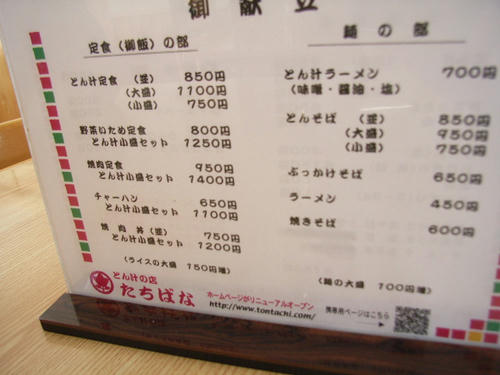 御献立
定食(御飯)の部
とん汁定食 (並) 850円
(大盛) 1100円
(小盛) 750円
野菜いため定食 800円
とん汁小盛セット 1250円
焼肉定食 950円
とん汁小盛セット 1400円
チャーハン 650円
とん汁小盛セット 1100円
焼肉丼(並) 750円
とん汁小盛セット 1200円
(ライスの大盛 150円増)
麺の部
とん汁ラーメン 700円
(味噌・醤油・塩)
とんそば (並) 850円
(大盛) 950円
(小盛) 750円
ぶっかけそば 650円
ラーメン 450円
焼きそば 600円
(麺の大盛 100円増)
とん汁の店
たちばな
ホームページがリニューアルオープン
http://www.tontachi.com/
携帯用ページはこちら